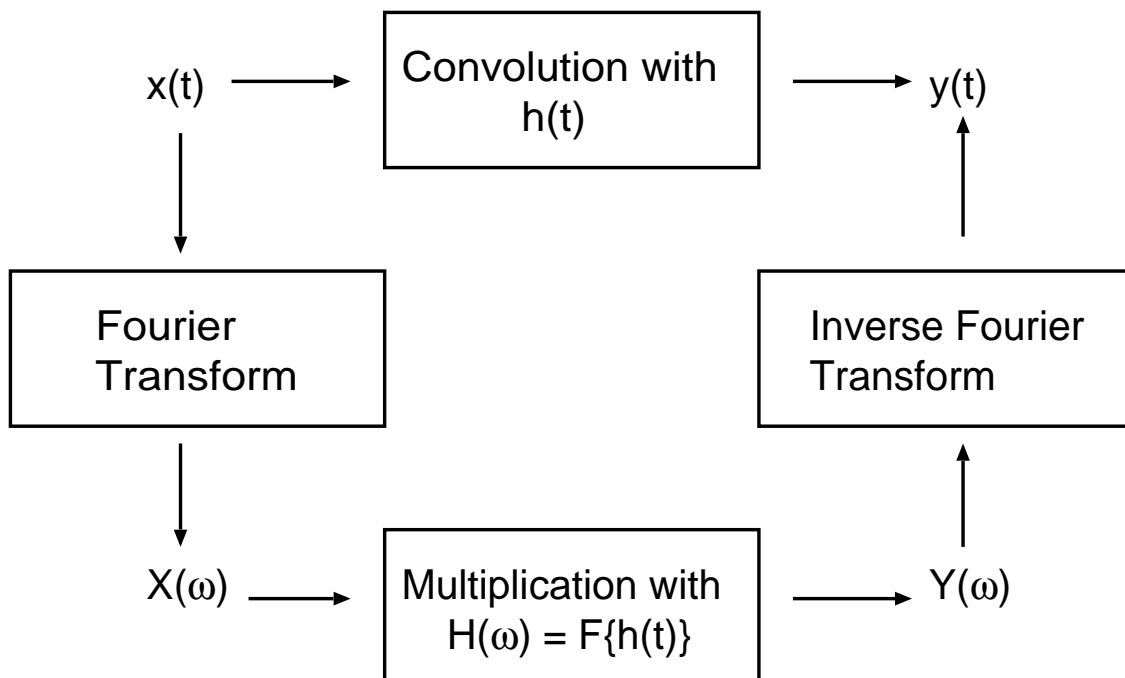 x(t)
Convolution with
h(t)
y(t)
Fourier
Transform
Inverse Fourier
Transform
X(ω)
Multiplication with
H(ω) = F{h(t)}
Y(ω)